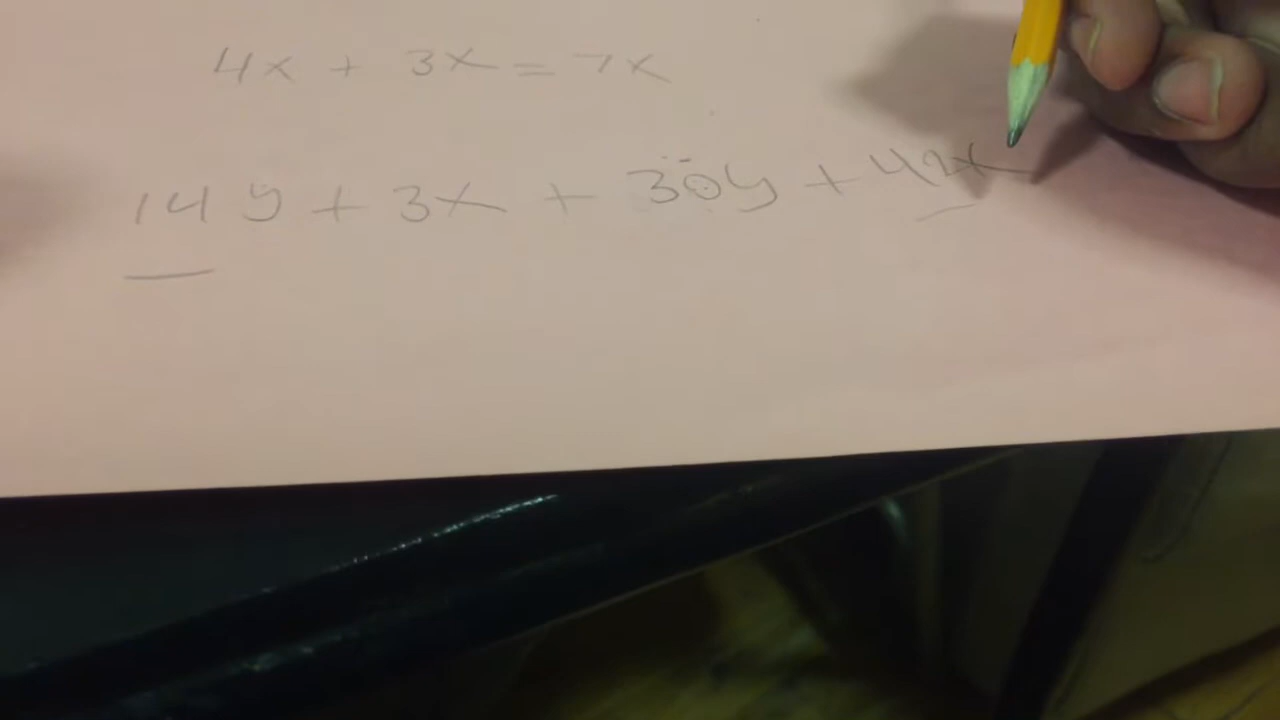 4x + 3x = 7x
14y + 3x + 30y + 42x